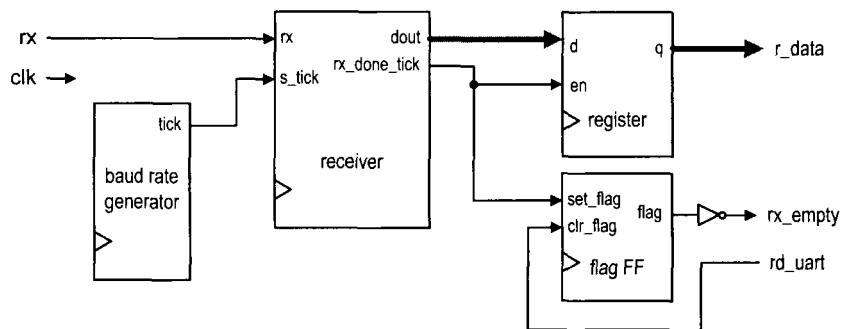 rx
clk
tick
baud rate
generator
rx
s_tick
dout
rx_done_tick
receiver
d
q
en
register
r_data
set_flag
flag
clr_flag
flag FF
rx_empty
rd_uart